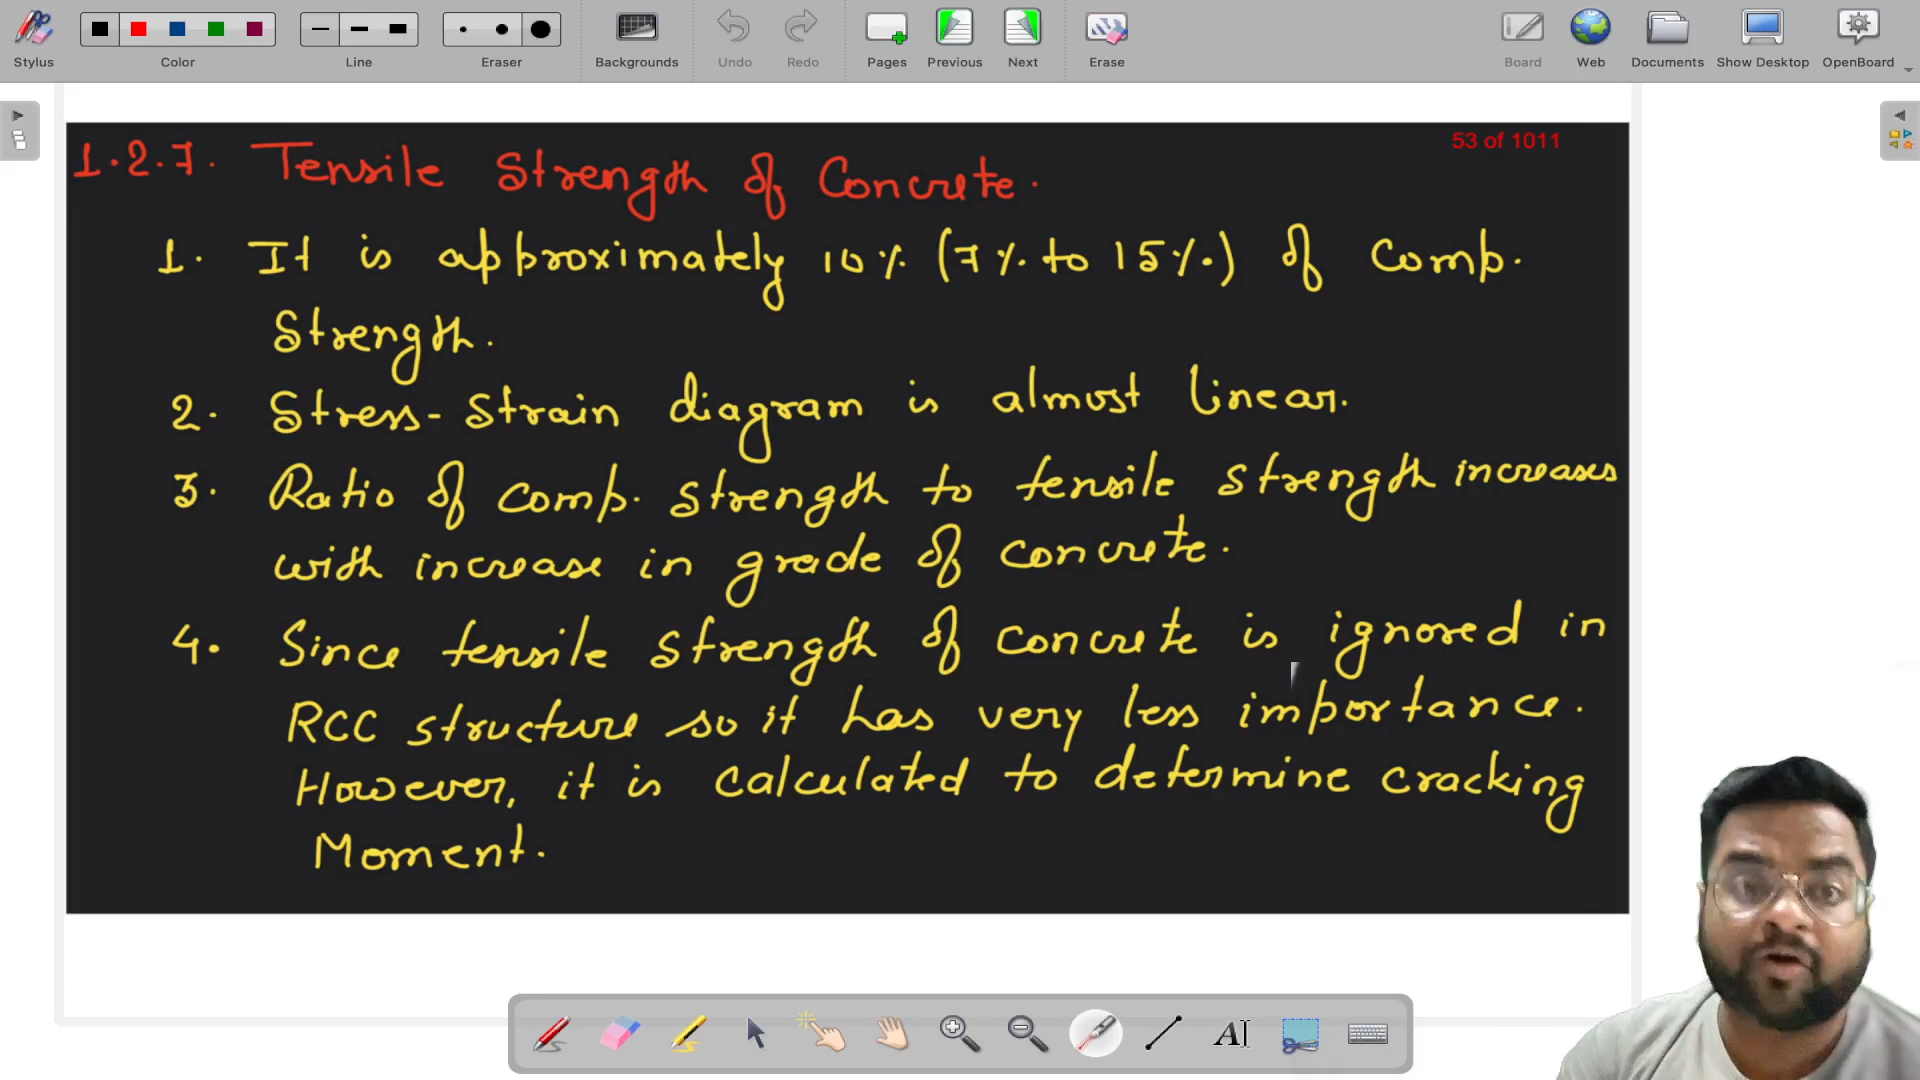 Stylus Color Line Eraser Backgrounds Undo Redo Pages Previous Next Erase Board Web Documents Show Desktop OpenBoard
53 of 1011
1.2.7. Tensile Strength of Concrete.
1. It is approximately 10% (7% to 15%.) of Comp.
Strength.
2. Stress-Strain diagram is almost linear.
3. Ratio of comp. strength to tensile strength increases
with increase in grade of concrete.
4. Since tensile strength of concrete is ignored in
RCC structure so it has very less importance.
However, it is calculated to determine cracking
Moment.